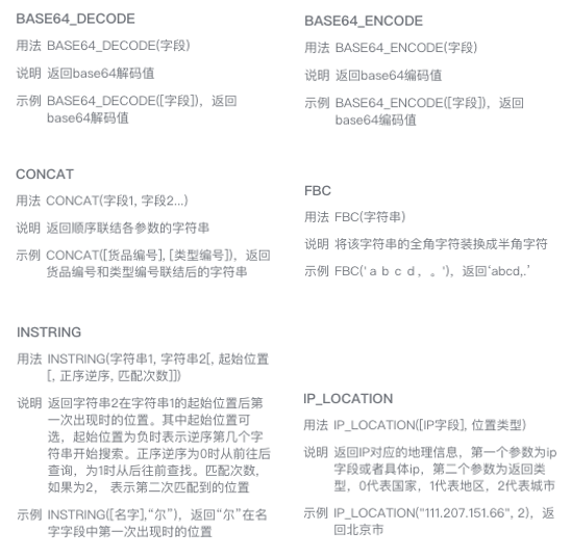 BASE64_DECODE
用法 BASE64_DECODE(字段)
说明 返回base64解码值
示例 BASE64_DECODE([字段])，返回
base64解码值
BASE64_ENCODE
用法 BASE64_ENCODE(字段)
说明 返回base64编码值
示例 BASE64_ENCODE([字段])，返回
base64编码值
CONCAT
用法 CONCAT(字段1, 字段2...)
说明 返回顺序联结各参数的字符串
示例 CONCAT([货品编号], [类型编号])，返回
货品编号和类型编号联结后的字符串
FBC
用法 FBC(字符串)
说明 将该字符串的全角字符装换成半角字符
示例 FBC('ａｂｃｄ，。')，返回‘abcd,.’
INSTRING
用法 INSTRING(字符串1, 字符串2[, 起始位置
[, 正序逆序, 匹配次数]])
说明 返回字符串2在字符串1的起始位置后第
一次出现时的位置。其中起始位置可
选，起始位置为负时表示逆序第几个字
符串开始搜索。正序逆序为0时从前往后
查询，为1时从后往前查找。匹配次数，
如果为2， 表示第二次匹配到的位置
示例 INSTRING([名字],“尔”)，返回“尔”在名
字字段中第一次出现时的位置
IP_LOCATION
用法 IP_LOCATION([IP字段], 位置类型)
说明 返回IP对应的地理信息，第一个参数为ip
字段或者具体ip，第二个参数为返回类
型，0代表国家，1代表地区，2代表城市
示例 IP_LOCATION("111.207.151.66", 2)，返
回北京市